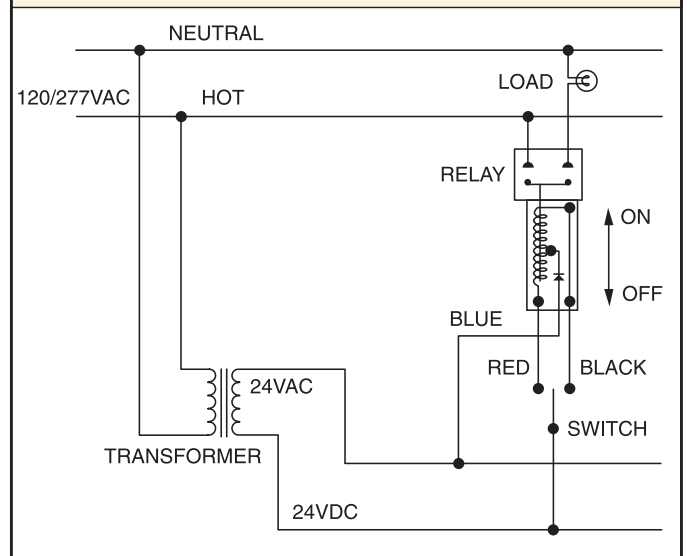 NEUTRAL
LOAD
120/277VAC
HOT
RELAY
ON
OFF
BLUE
RED
BLACK
24VAC
SWITCH
TRANSFORMER
24VDC